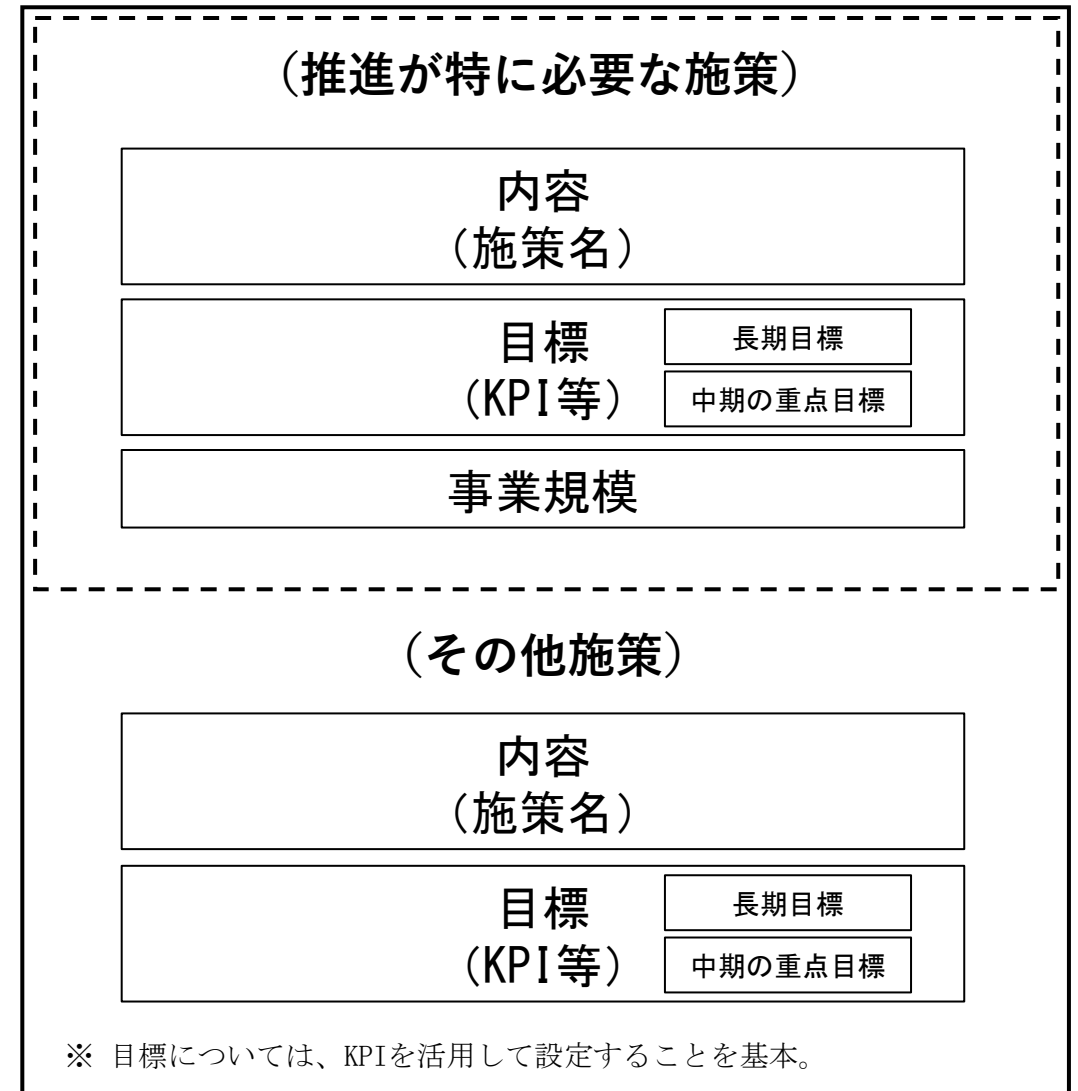 （推進が特に必要な施策）
内容
（施策名）
目標
（KPI等）
長期目標
中期の重点目標
事業規模
（その他施策）
内容
（施策名）
目標
（KPI等）
長期目標
中期の重点目標
※ 目標については、KPIを活用して設定することを基本。